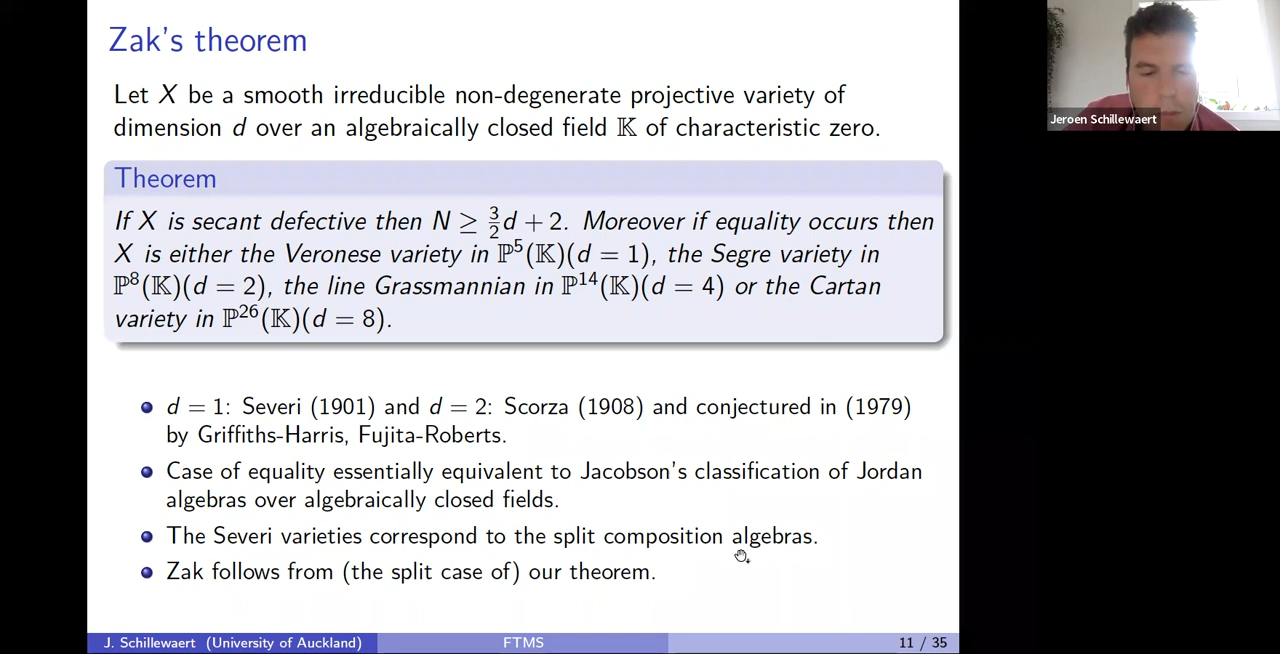 Zak's theorem
Let X be a smooth irreducible non-degenerate projective variety of
dimension d over an algebraically closed field 𝕂 of characteristic zero.
Theorem
If X is secant defective then N ≥ 3/2 d + 2. Moreover if equality occurs then
X is either the Veronese variety in ℙ⁵(𝕂)(d = 1), the Segre variety in
ℙ⁸(𝕂)(d = 2), the line Grassmannian in ℙ¹⁴(𝕂)(d = 4) or the Cartan
variety in ℙ²⁶(𝕂)(d = 8).
d = 1: Severi (1901) and d = 2: Scorza (1908) and conjectured in (1979)
by Griffiths-Harris, Fujita-Roberts.
Case of equality essentially equivalent to Jacobson's classification of Jordan
algebras over algebraically closed fields.
The Severi varieties correspond to the split composition algebras.
Zak follows from (the split case of) our theorem.
J. Schillewaert (University of Auckland)
FTMS
11 / 35
Jeroen Schillewaert